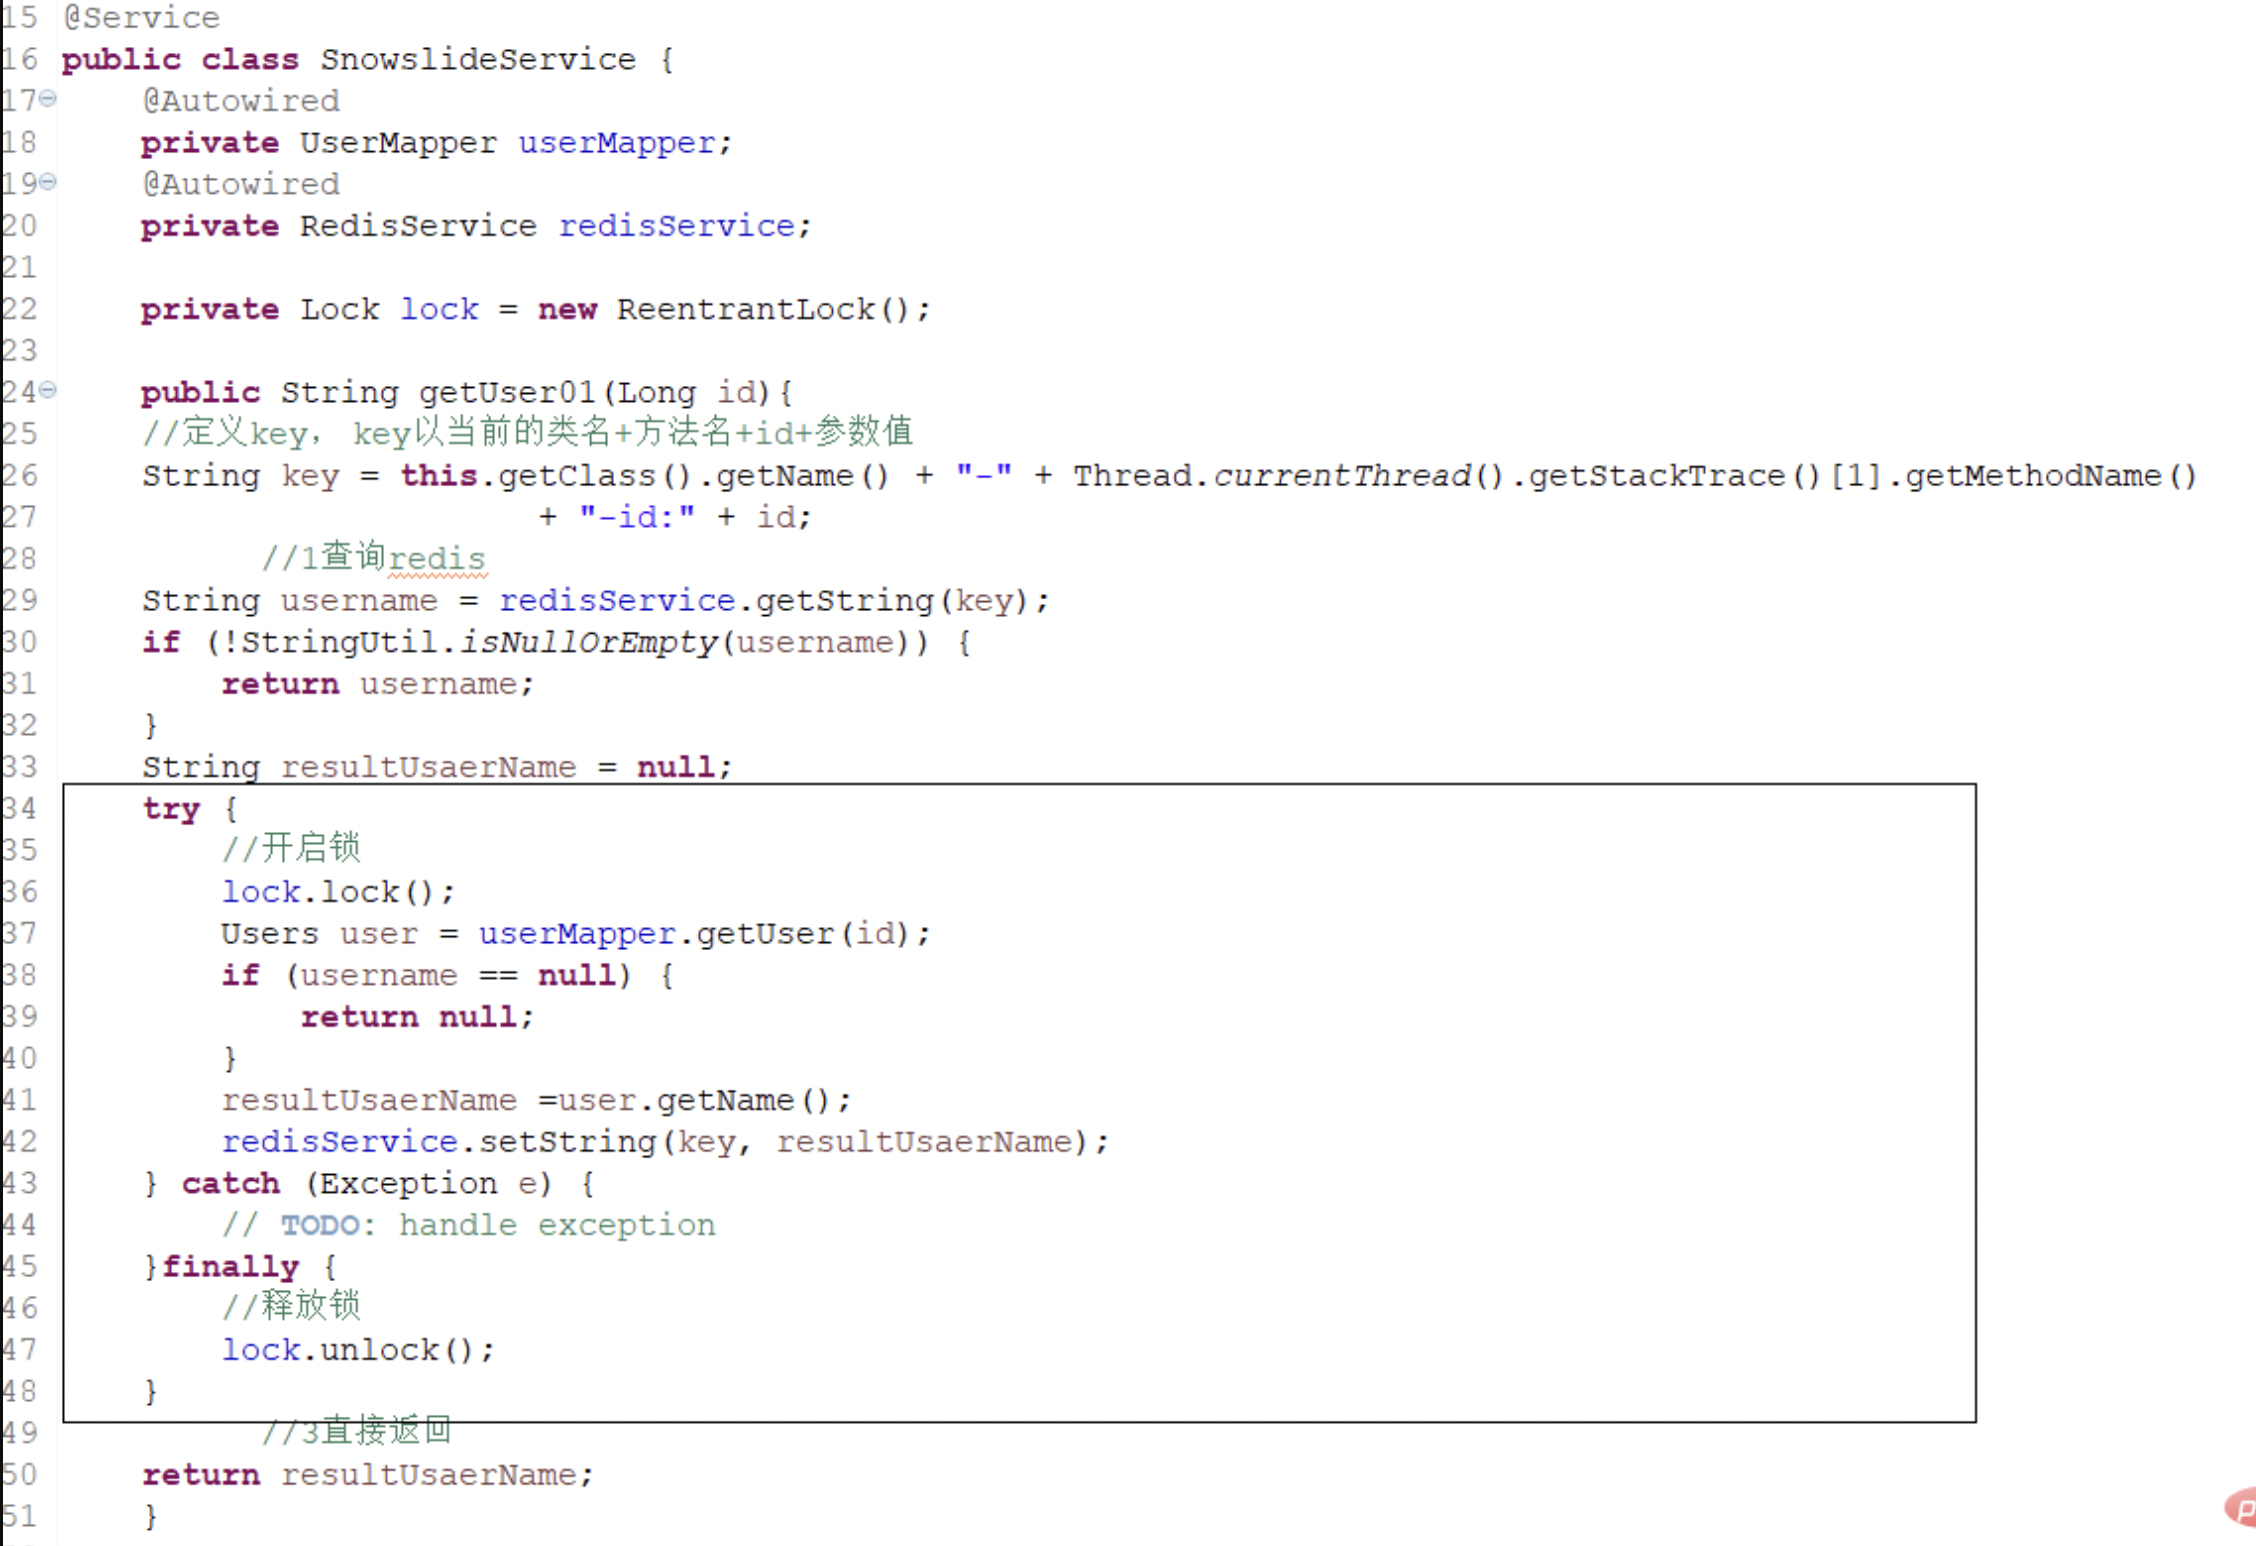 15 @Service
16 public class SnowslideService {
17 @Autowired
18 private UserMapper userMapper;
19 @Autowired
20 private RedisService redisService;
21
22 private Lock lock = new ReentrantLock();
23
24 public String getUser01(Long id){
25 //定义key， key以当前的类名+方法名+id+参数值
26 String key = this.getClass().getName() + "-" + Thread.currentThread().getStackTrace()[1].getMethodName()
27 + "-id:" + id;
28 //1查询redis
29 String username = redisService.getString(key);
30 if (!StringUtil.isNullOrEmpty(username)) {
31 return username;
32 }
33 String resultUsaerName = null;
34 try {
35 //开启锁
36 lock.lock();
37 Users user = userMapper.getUser(id);
38 if (username == null) {
39 return null;
40 }
41 resultUsaerName =user.getName();
42 redisService.setString(key, resultUsaerName);
43 } catch (Exception e) {
44 // TODO: handle exception
45 }finally {
46 //释放锁
47 lock.unlock();
48 }
49 //3直接返回
50 return resultUsaerName;
51 }